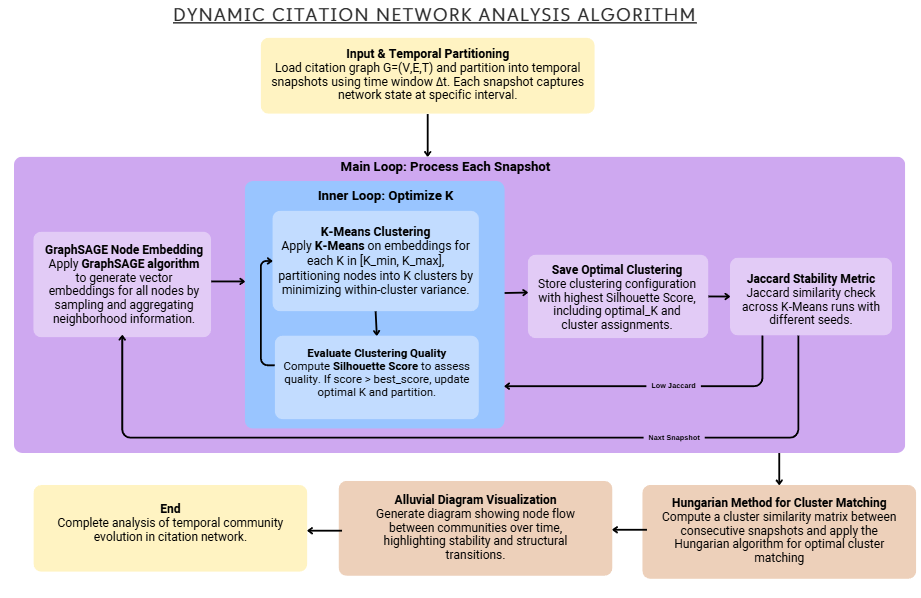 DYNAMIC CITATION NETWORK ANALYSIS ALGORITHM
Input & Temporal Partitioning
Load citation graph G=(V,E,T) and partition into temporal
snapshots using time window Δt. Each snapshot captures
network state at specific interval.
Main Loop: Process Each Snapshot
Inner Loop: Optimize K
GraphSAGE Node Embedding
Apply GraphSAGE algorithm
to generate vector
embeddings for all nodes by
sampling and aggregating
neighborhood information.
K-Means Clustering
Apply K-Means on embeddings for
each K in [K_min, K_max],
partitioning nodes into K clusters by
minimizing within-cluster variance.
Evaluate Clustering Quality
Compute Silhouette Score to assess
quality. If score > best_score, update
optimal K and partition.
Save Optimal Clustering
Store clustering configuration
with highest Silhouette Score,
including optimal_K and
cluster assignments.
Jaccard Stability Metric
Jaccard similarity check
across K-Means runs with
different seeds.
Low Jaccard
Naxt Snapshot
Hungarian Method for Cluster Matching
Compute a cluster similarity matrix between
consecutive snapshots and apply the
Hungarian algorithm for optimal cluster
matching
Alluvial Diagram Visualization
Generate diagram showing node flow
between communities over time,
highlighting stability and structural
transitions.
End
Complete analysis of temporal community
evolution in citation network.